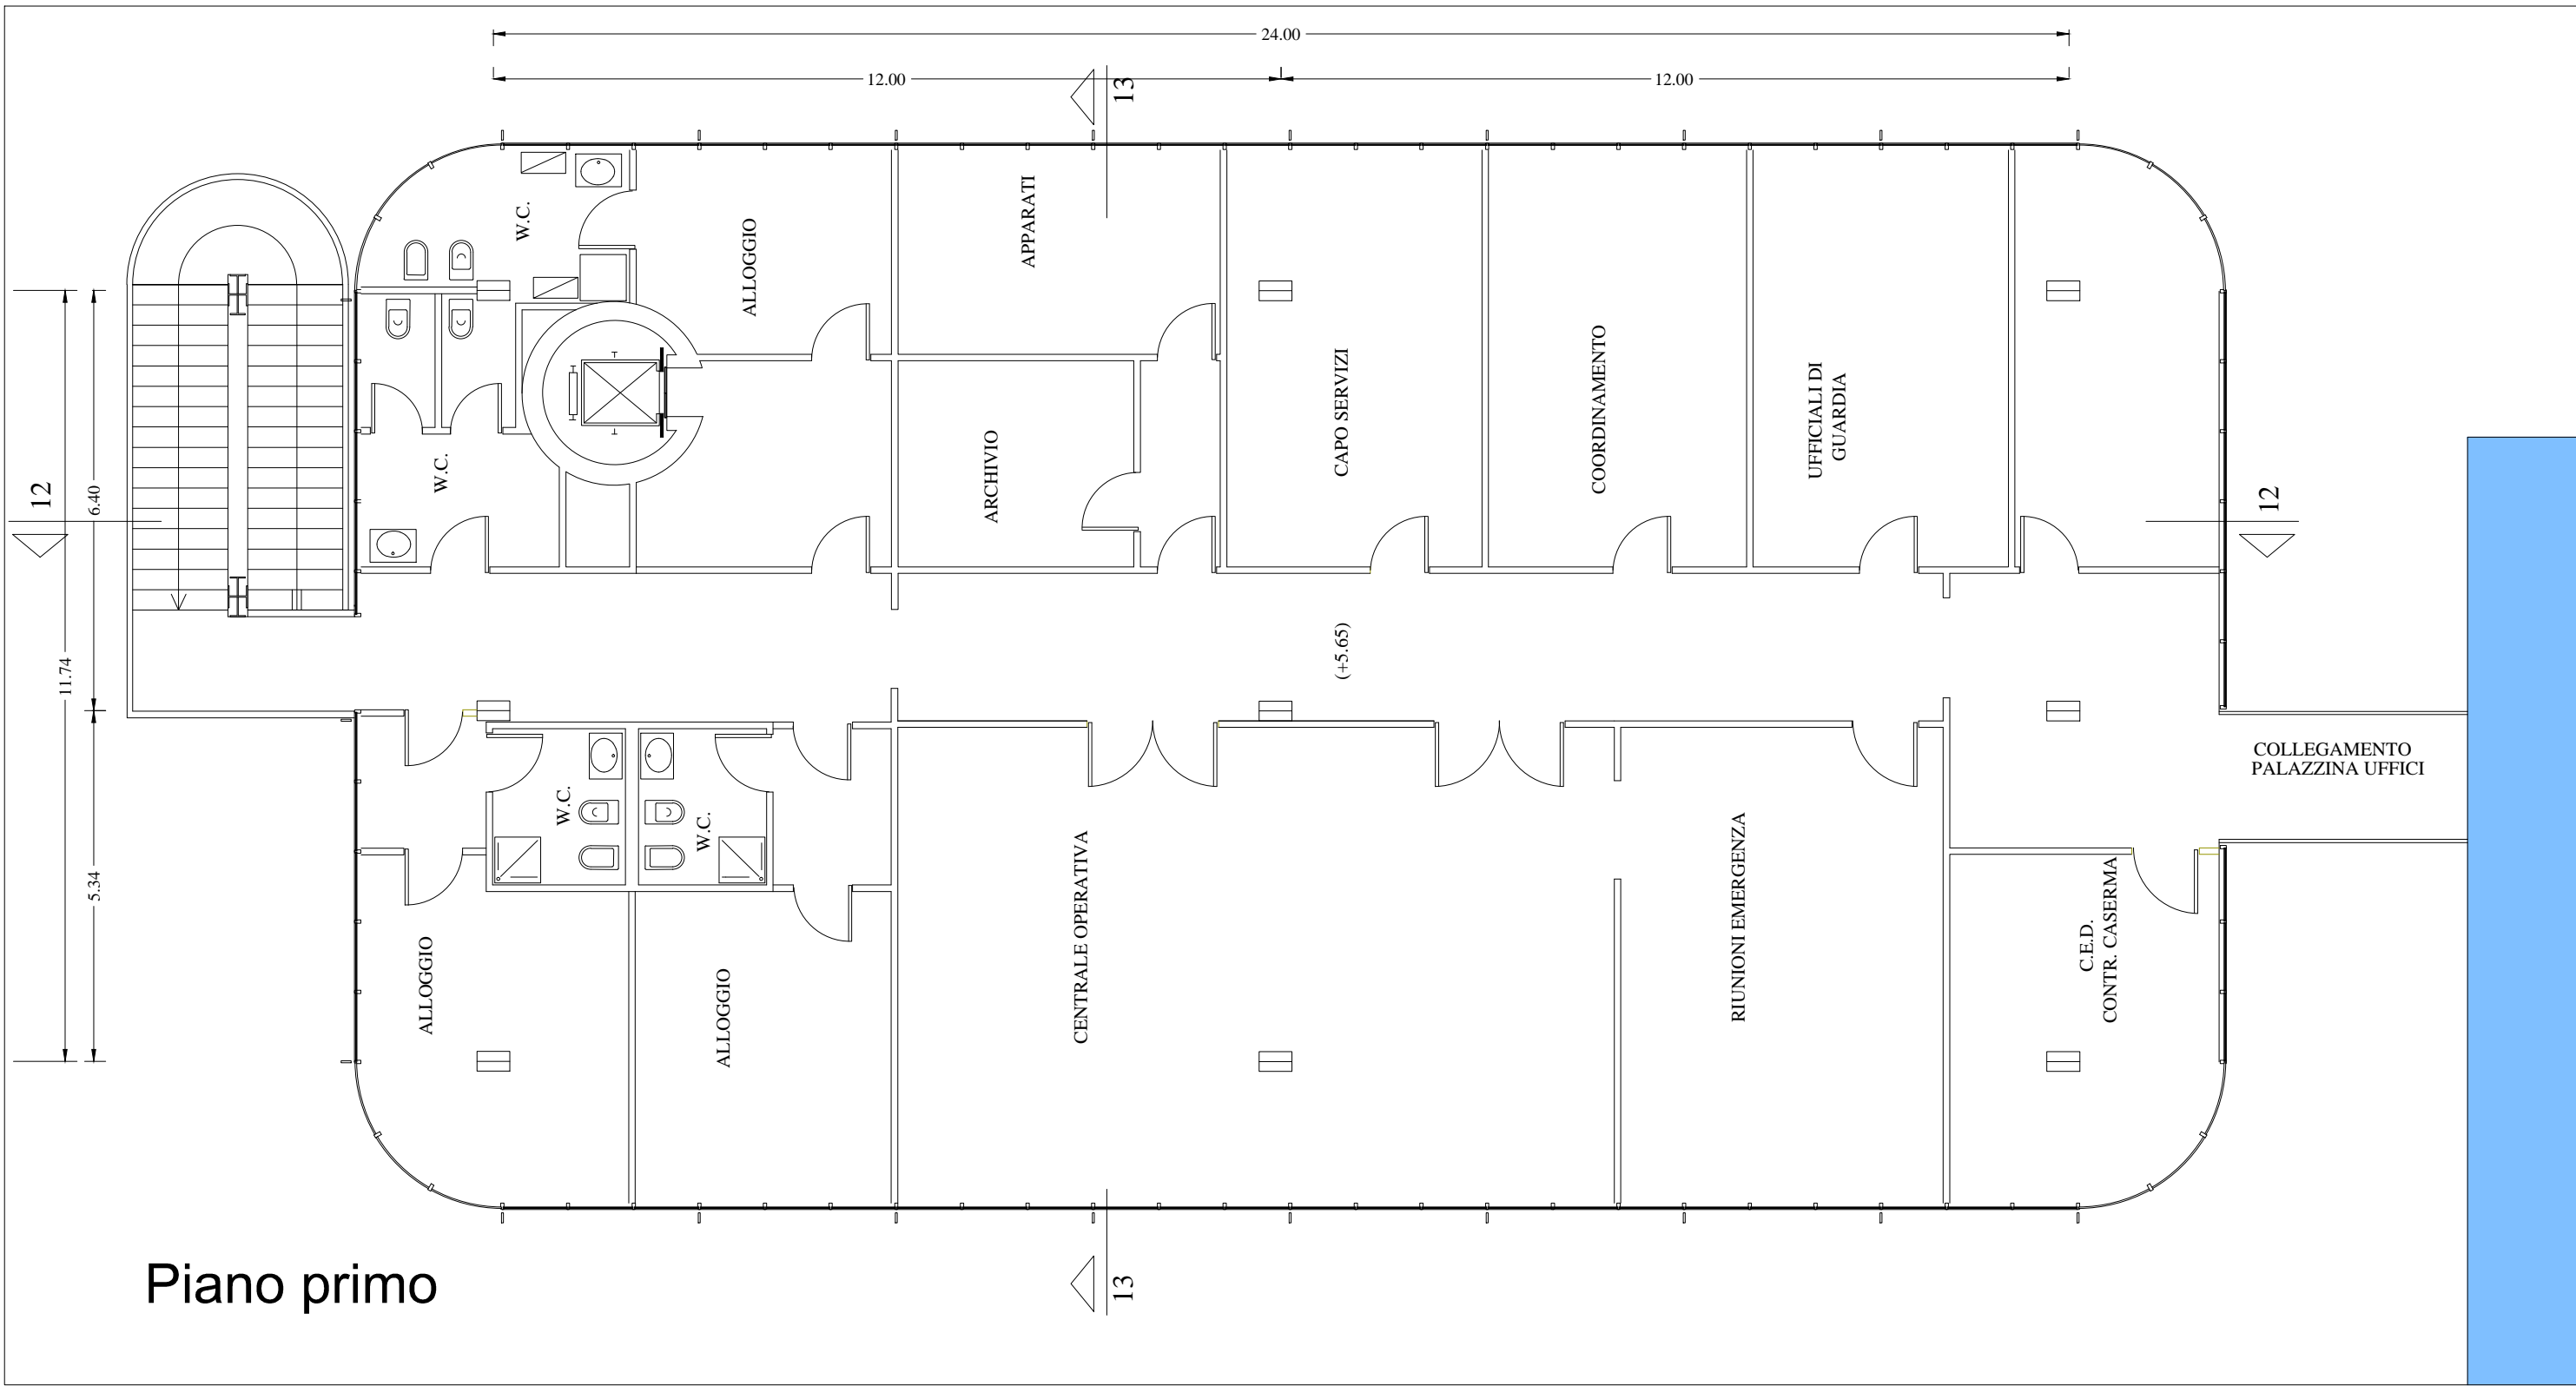 24.00
12.00
12.00
13
W.C.
ALLOGGIO
APPARATI
CAPO SERVIZI
COORDINAMENTO
UFFICIALI DI
GUARDIA
ARCHIVIO
W.C.
12
6.40
12
11.74
(+5.65)
COLLEGAMENTO
PALAZZINA UFFICI
W.C.
W.C.
5.34
ALLOGGIO
ALLOGGIO
CENTRALE OPERATIVA
RIUNIONI EMERGENZA
C.E.D.
CONTR. CASERMA
13
Piano primo